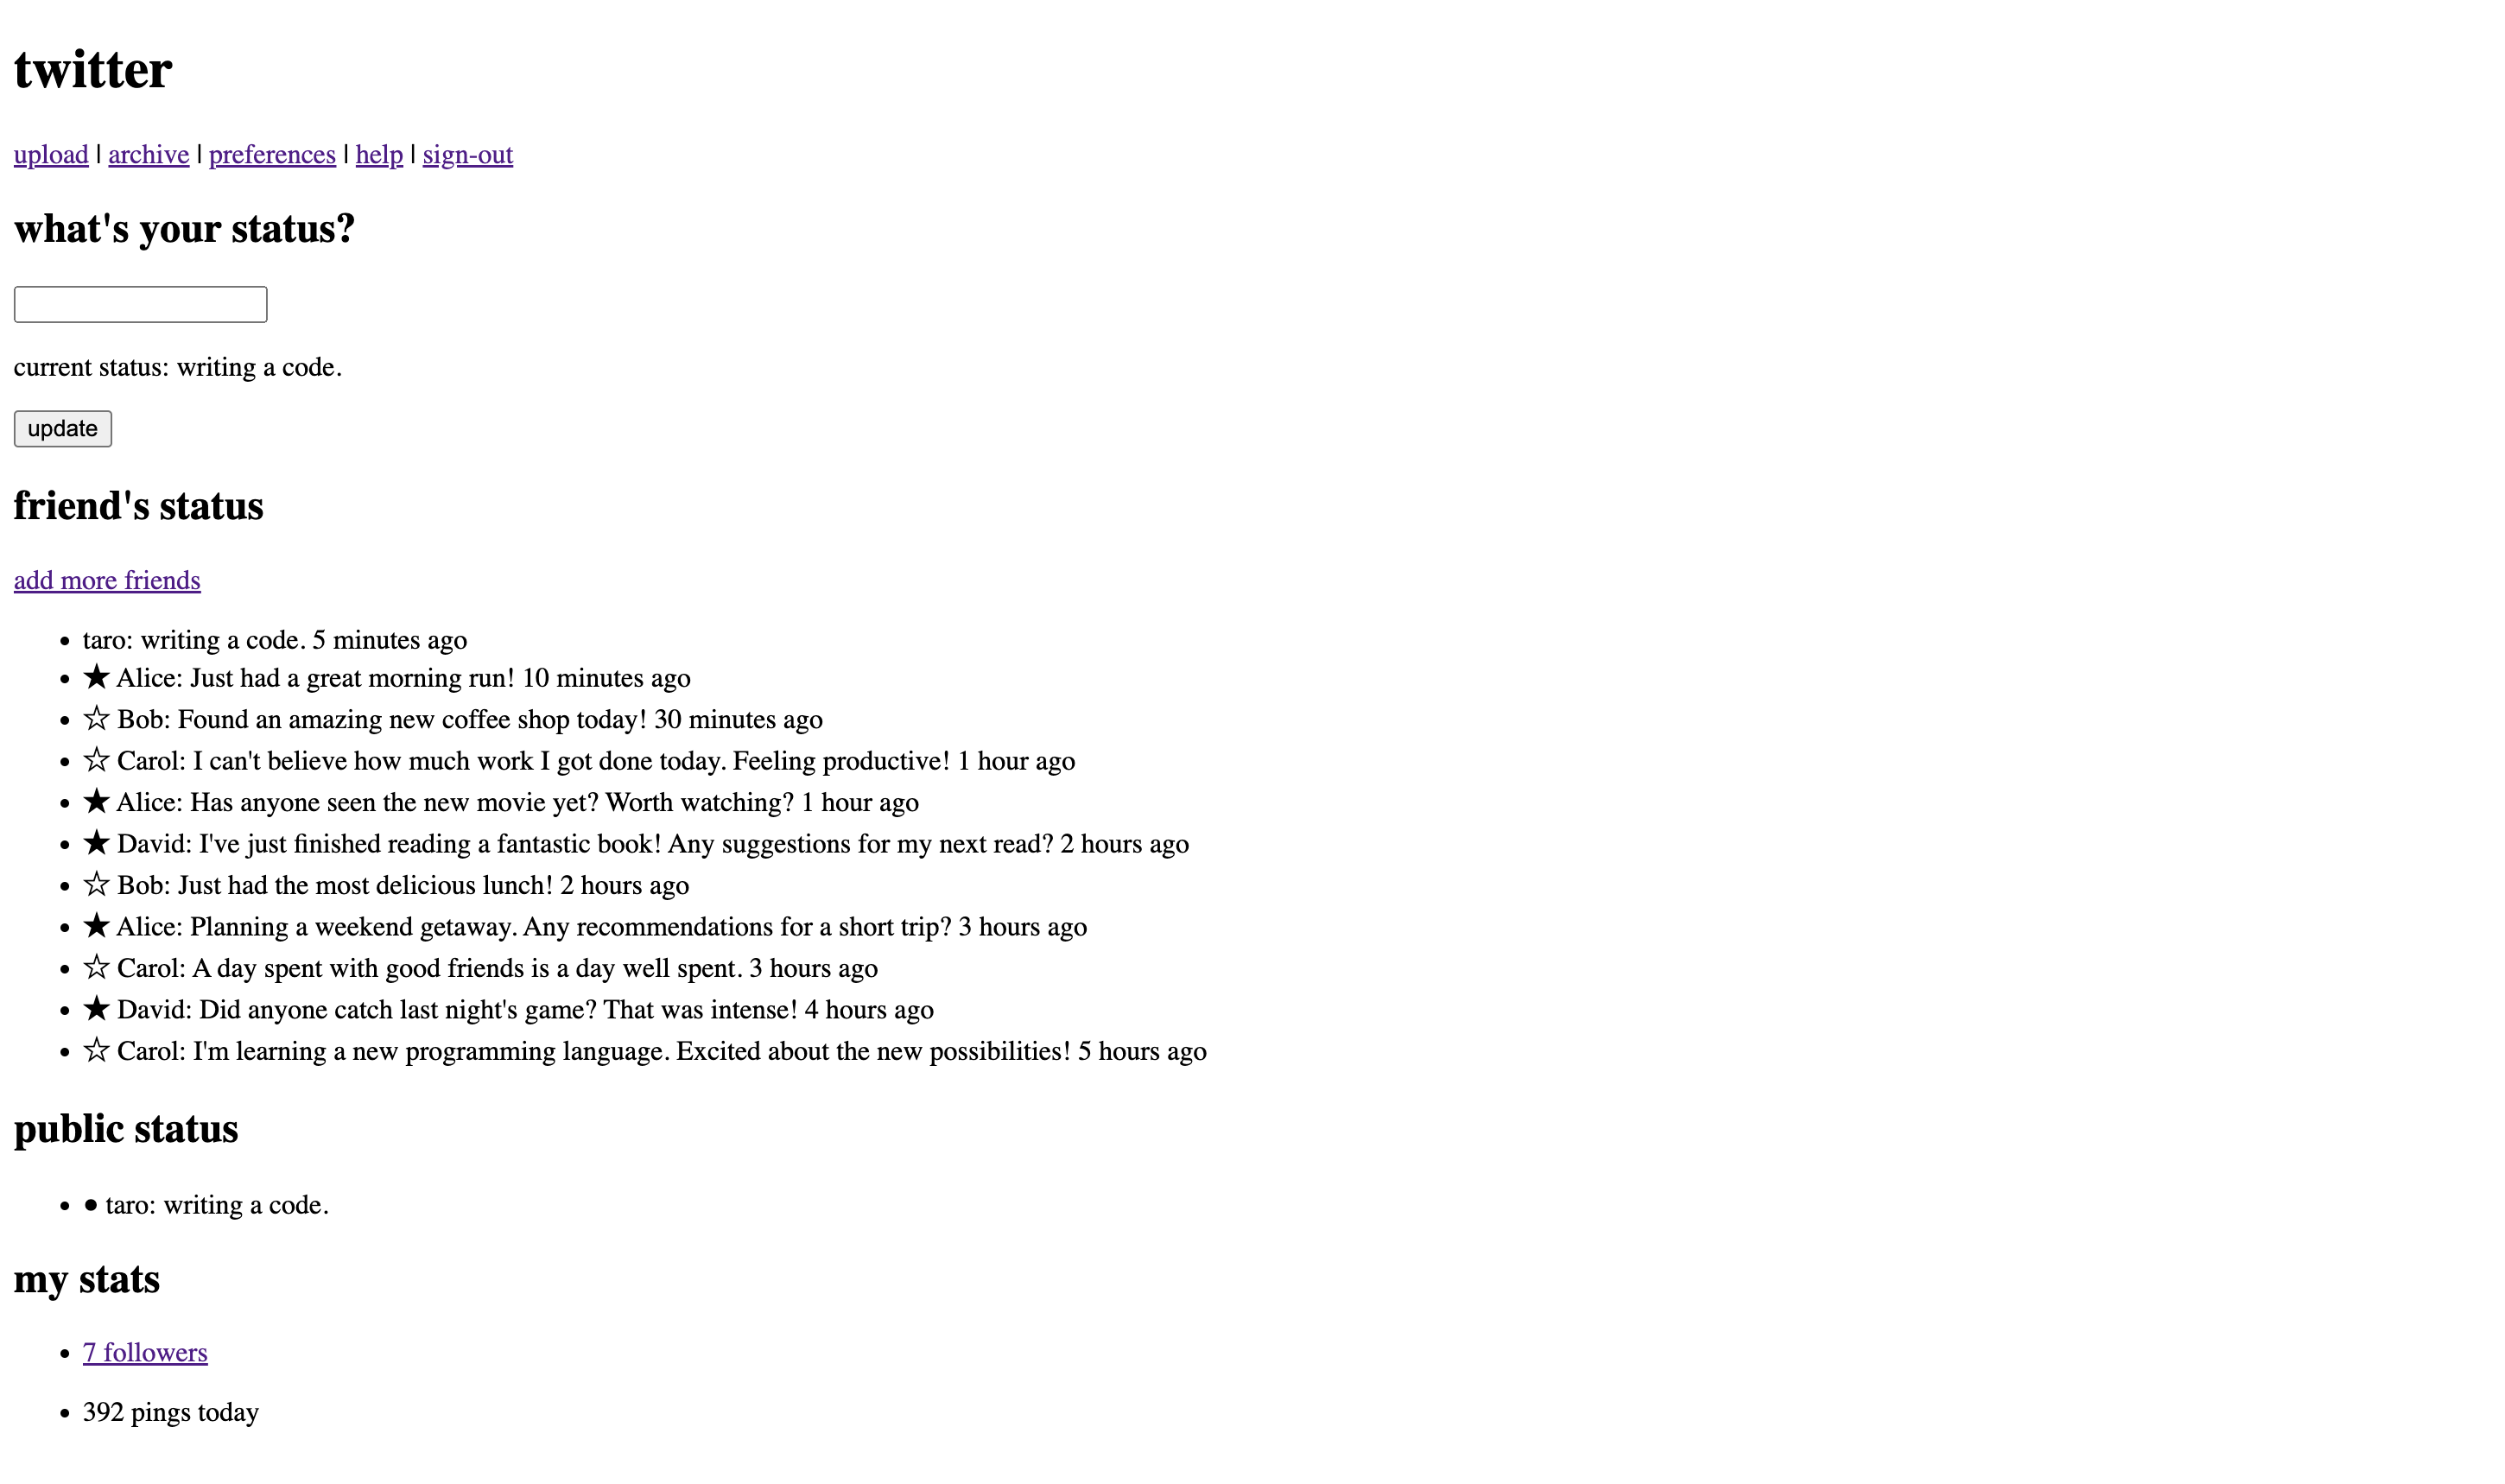 twitter
upload | archive | preferences | help | sign-out
what's your status?
current status: writing a code.
update
friend's status
add more friends
• taro: writing a code. 5 minutes ago
• ★ Alice: Just had a great morning run! 10 minutes ago
• ☆ Bob: Found an amazing new coffee shop today! 30 minutes ago
• ☆ Carol: I can't believe how much work I got done today. Feeling productive! 1 hour ago
• ★ Alice: Has anyone seen the new movie yet? Worth watching? 1 hour ago
• ★ David: I've just finished reading a fantastic book! Any suggestions for my next read? 2 hours ago
• ☆ Bob: Just had the most delicious lunch! 2 hours ago
• ★ Alice: Planning a weekend getaway. Any recommendations for a short trip? 3 hours ago
• ☆ Carol: A day spent with good friends is a day well spent. 3 hours ago
• ★ David: Did anyone catch last night's game? That was intense! 4 hours ago
• ☆ Carol: I'm learning a new programming language. Excited about the new possibilities! 5 hours ago
public status
• ● taro: writing a code.
my stats
• 7 followers
• 392 pings today